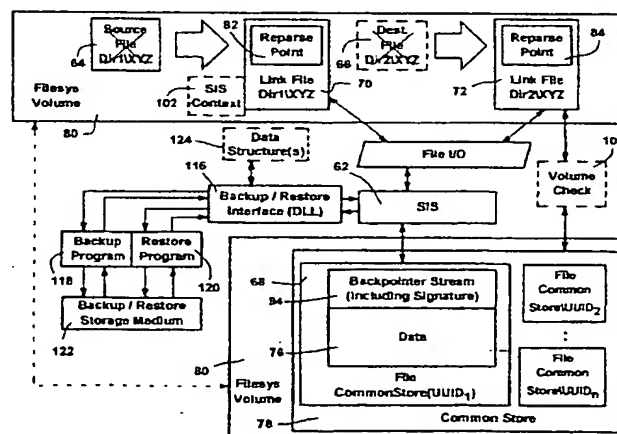 Source
File
Dir1\XYZ
64
82
Reparse
Point
Link File
Dir1\XYZ
70
SIS
Context
102
Dest.
File
Dir2\XYZ
66
Reparse
Point
84
Link File
Dir2\XYZ
72
Filesys
Volume
80
124
Data
Structure(s)
File I/O
10
Volume
Check
116
Backup / Restore
Interface (DLL)
62
SIS
Backup
Program
118
Restore
Program
120
Backup / Restore
Storage Medium
122
80
Filesys
Volume
68
Backpointer Stream
(Including Signature)
94
Data
76
File
CommonStore(UUID1)
File
Common
Store\UUID2
File
Common
Store\UUIDn
78
Common Store